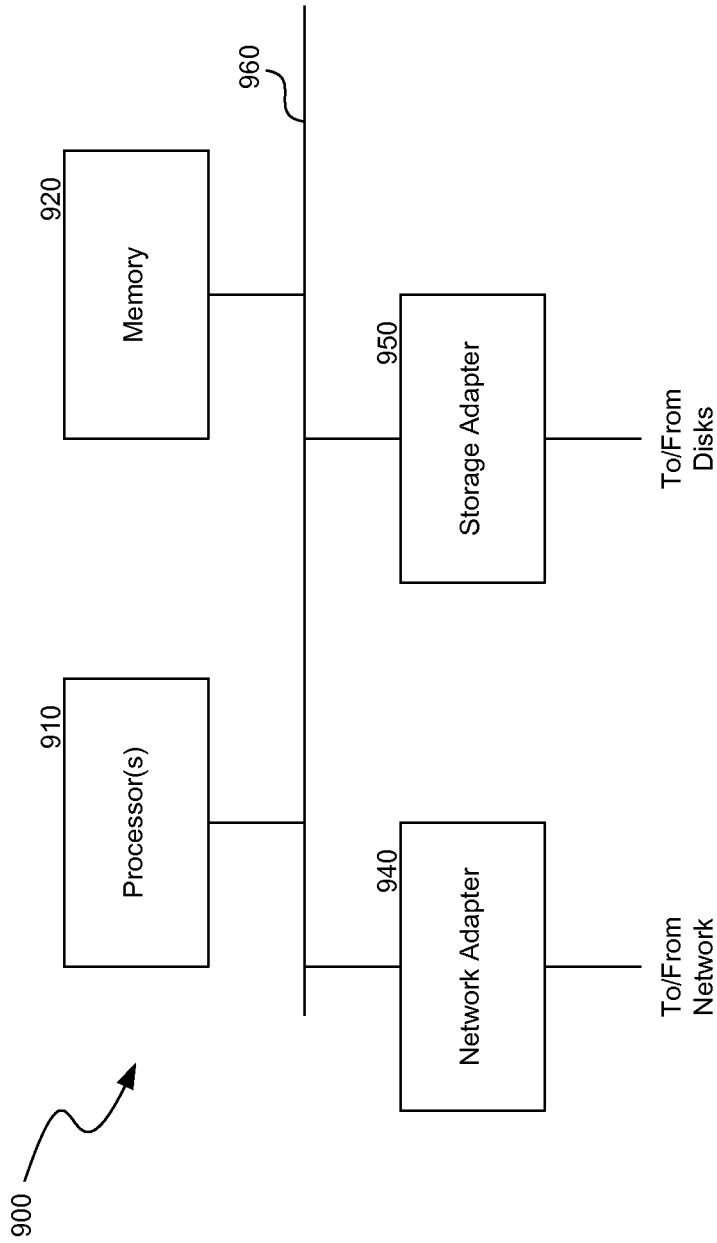 900
910
Processor(s)
920
Memory
960
940
Network Adapter
To/From
Network
950
Storage Adapter
To/From
Disks